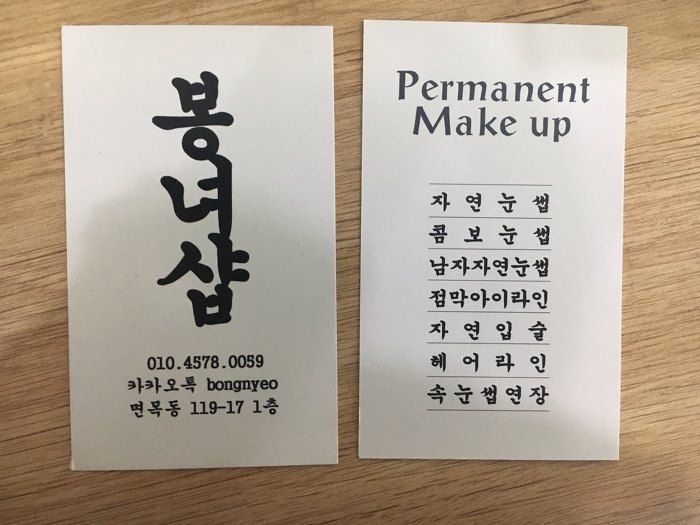 봉녀샵
010.4578.0059
카카오톡 bongnyeo
면목동 119-17 1층
Permanent
Make up
자연눈썹
콤보눈썹
남자자연눈썹
점막아이라인
자연입술
헤어라인
속눈썹연장